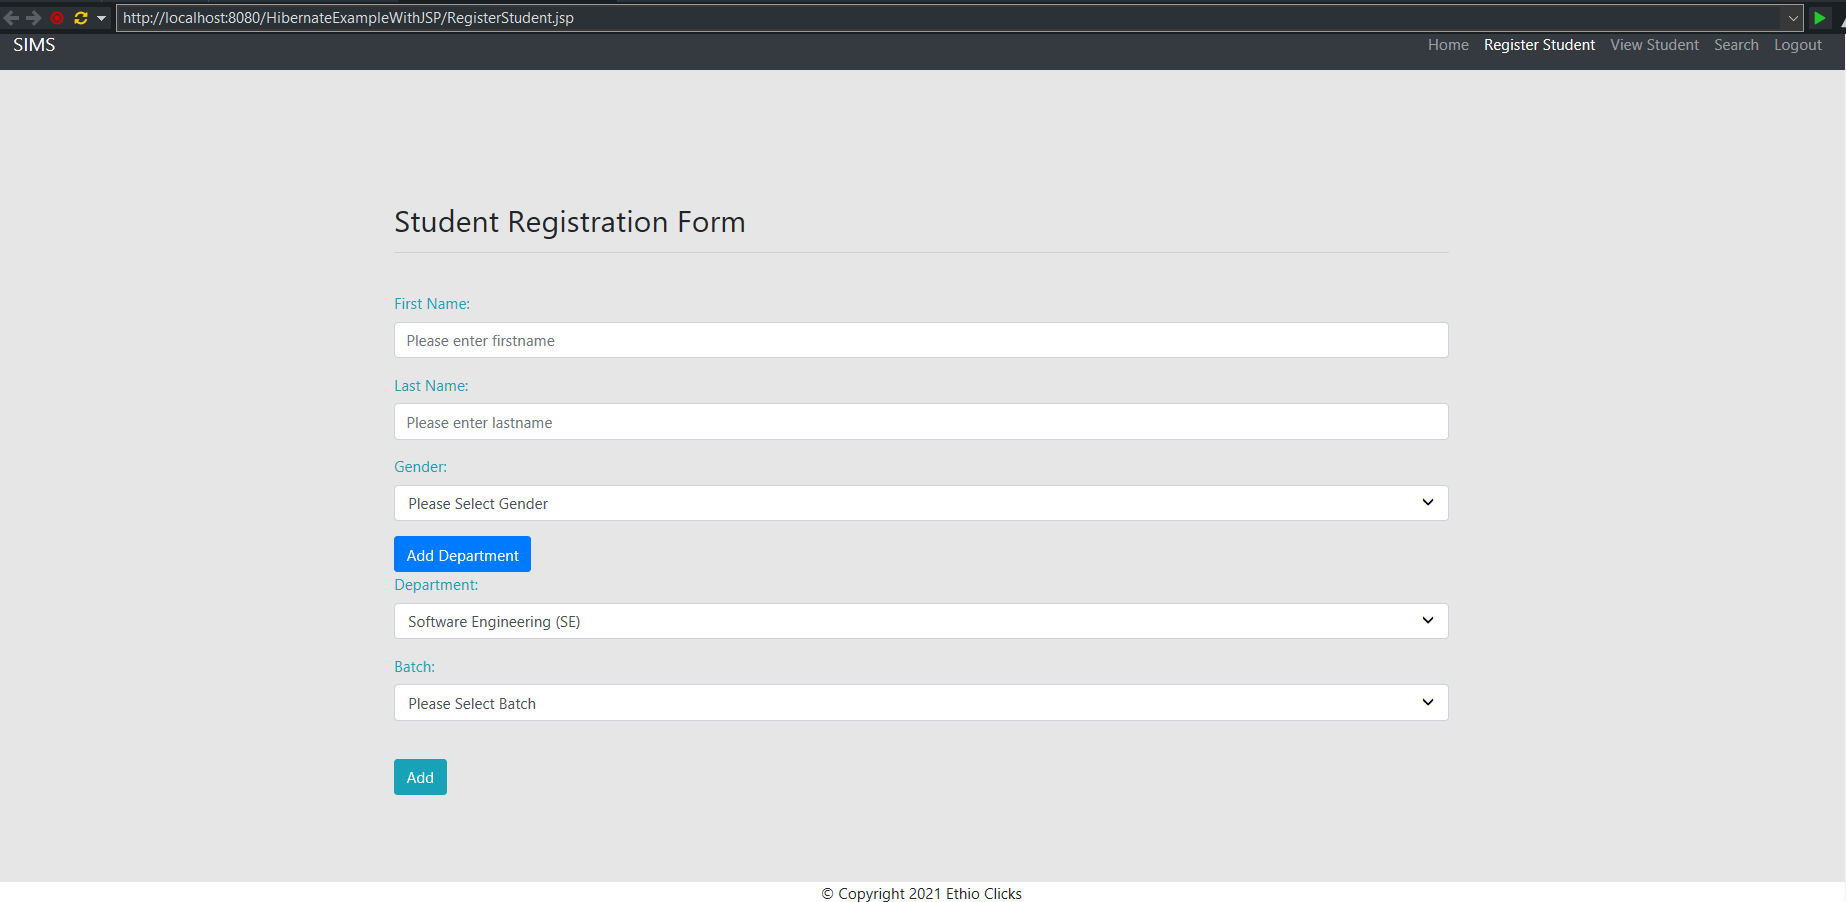 http://localhost:8080/HibernateExampleWithJSP/RegisterStudent.jsp
SIMS Home Register Student View Student Search Logout
Student Registration Form
First Name:
Please enter firstname
Last Name:
Please enter lastname
Gender:
Please Select Gender
Add Department
Department:
Software Engineering (SE)
Batch:
Please Select Batch
Add
© Copyright 2021 Ethio Clicks